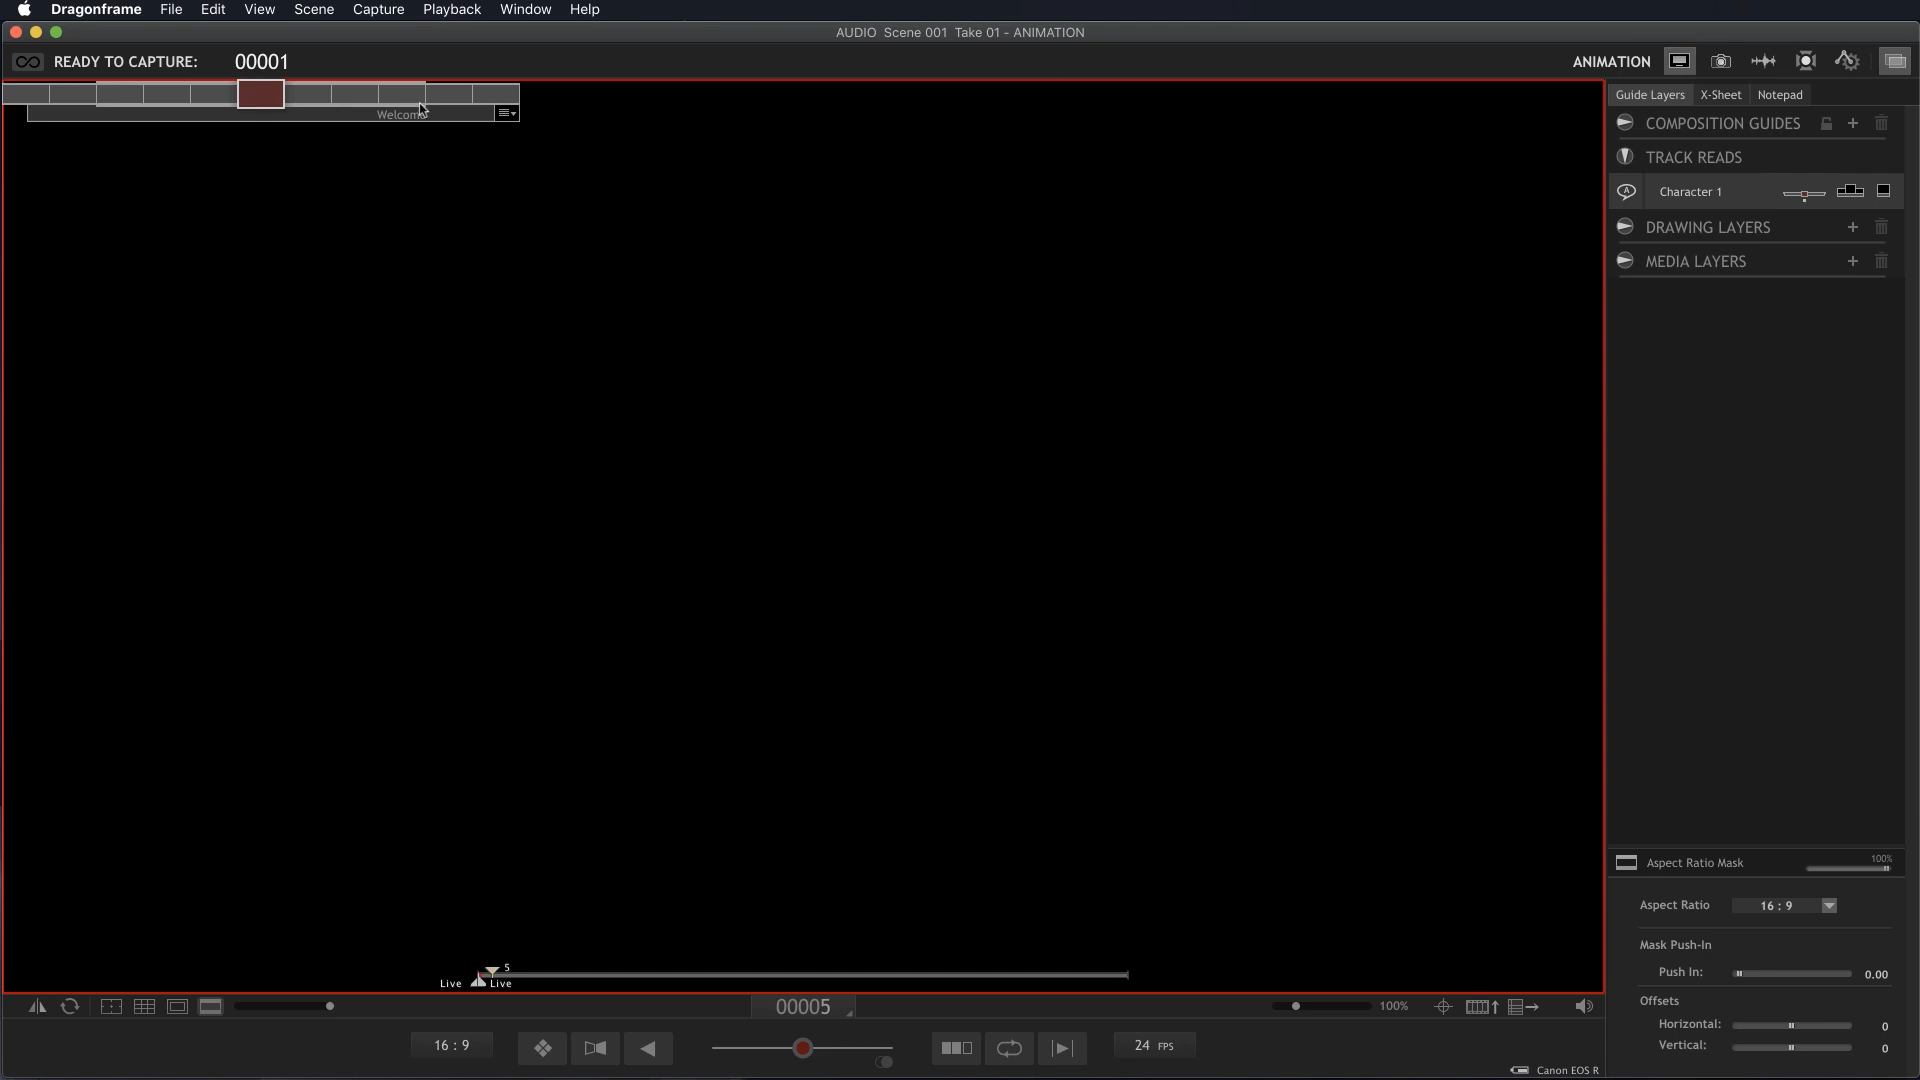 Dragonframe File Edit View Scene Capture Playback Window Help
AUDIO Scene 001 Take 01 - ANIMATION
READY TO CAPTURE: 00001
ANIMATION
Welcome
Guide Layers X-Sheet Notepad
COMPOSITION GUIDES
TRACK READS
A Character 1
DRAWING LAYERS
MEDIA LAYERS
Aspect Ratio Mask 100%
Aspect Ratio 16 : 9
Mask Push-In
Push In: 0.00
Offsets
Horizontal: 0
Vertical: 0
5
Live Live
00005 100%
16 : 9 24 FPS
Canon EOS R